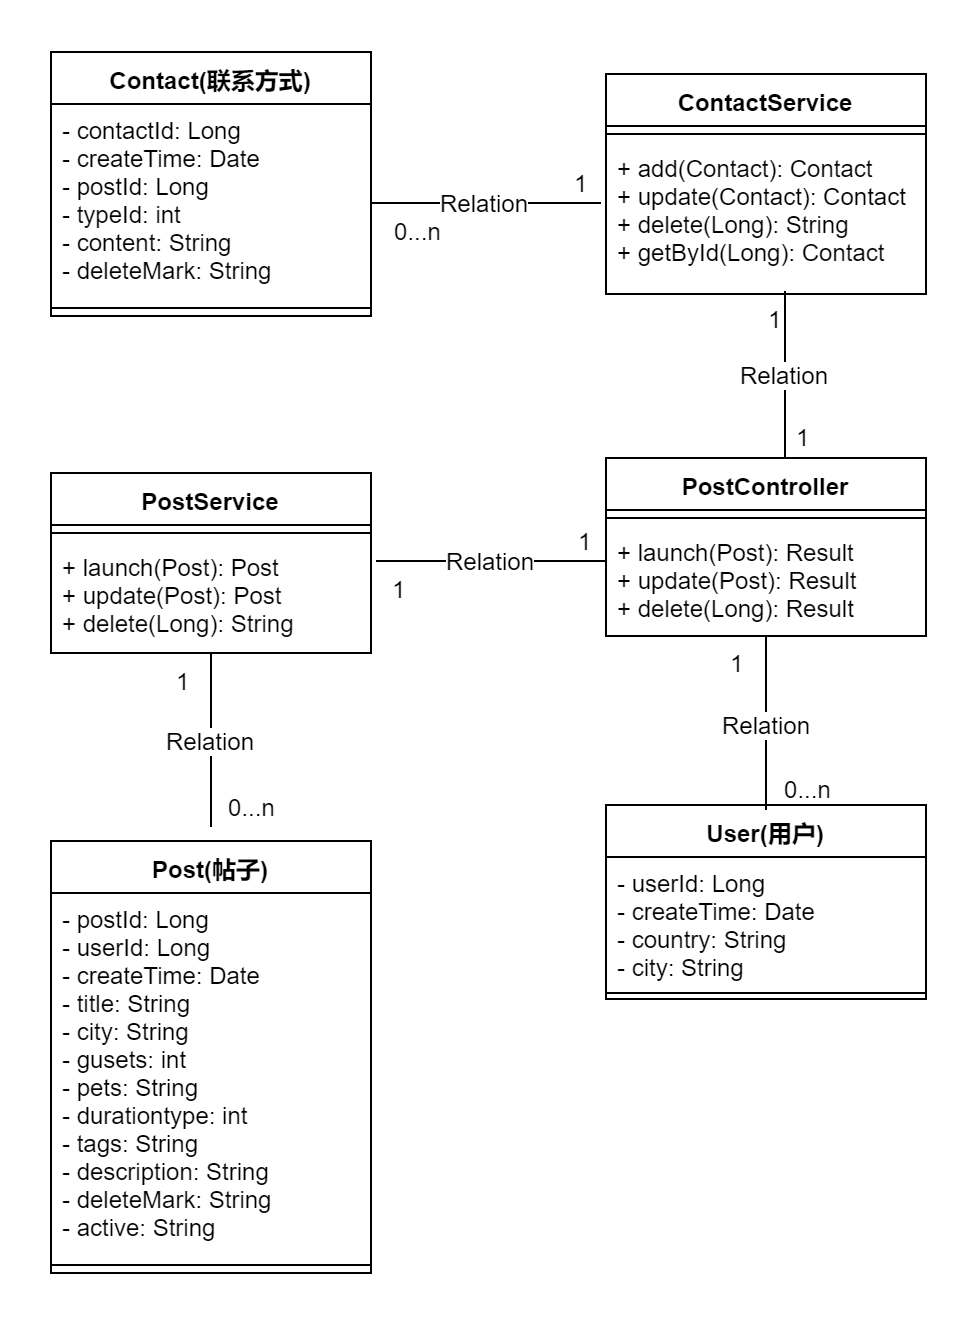 Contact(联系方式)
- contactId: Long
- createTime: Date
- postId: Long
- typeId: int
- content: String
- deleteMark: String
ContactService
+ add(Contact): Contact
+ update(Contact): Contact
+ delete(Long): String
+ getById(Long): Contact
1
Relation
0...n
1
Relation
1
PostService
+ launch(Post): Post
+ update(Post): Post
+ delete(Long): String
PostController
+ launch(Post): Result
+ update(Post): Result
+ delete(Long): Result
1
Relation
1
1
Relation
0...n
1
Relation
0...n
Post(帖子)
- postId: Long
- userId: Long
- createTime: Date
- title: String
- city: String
- gusets: int
- pets: String
- durationtype: int
- tags: String
- description: String
- deleteMark: String
- active: String
User(用户)
- userId: Long
- createTime: Date
- country: String
- city: String